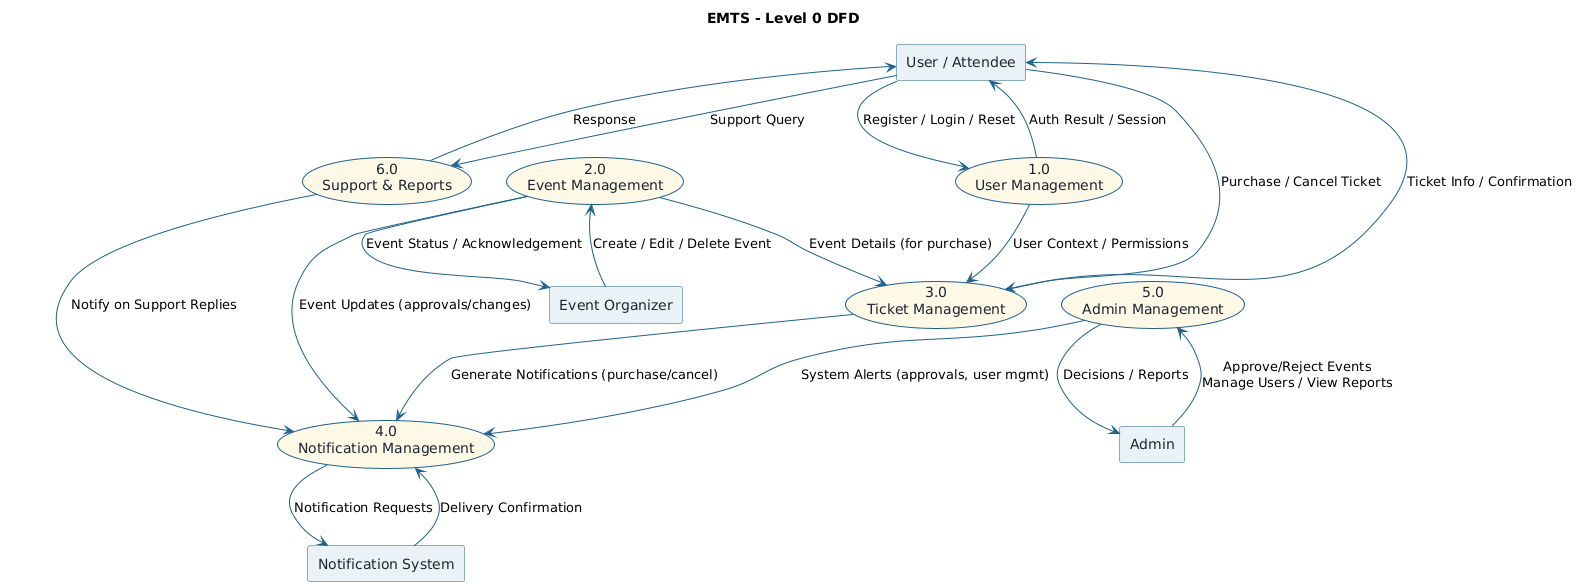 EMTS - Level 0 DFD
User / Attendee
Response
Support Query
Register / Login / Reset
Auth Result / Session
6.0
Support & Reports
2.0
Event Management
1.0
User Management
Purchase / Cancel Ticket
Ticket Info / Confirmation
Event Status / Acknowledgement
Create / Edit / Delete Event
Event Details (for purchase)
User Context / Permissions
Notify on Support Replies
Event Updates (approvals/changes)
Event Organizer
3.0
Ticket Management
5.0
Admin Management
Generate Notifications (purchase/cancel)
System Alerts (approvals, user mgmt)
Decisions / Reports
Approve/Reject Events
Manage Users / View Reports
4.0
Notification Management
Admin
Notification Requests
Delivery Confirmation
Notification System